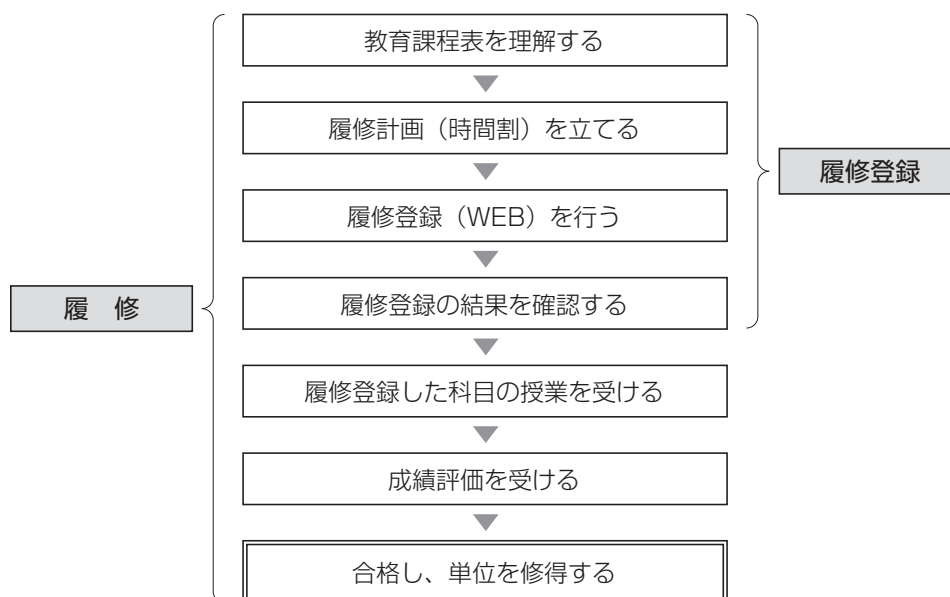 教育課程表を理解する
履修計画（時間割）を立てる
履修登録
履修登録（WEB）を行う
履　修
履修登録の結果を確認する
履修登録した科目の授業を受ける
成績評価を受ける
合格し、単位を修得する